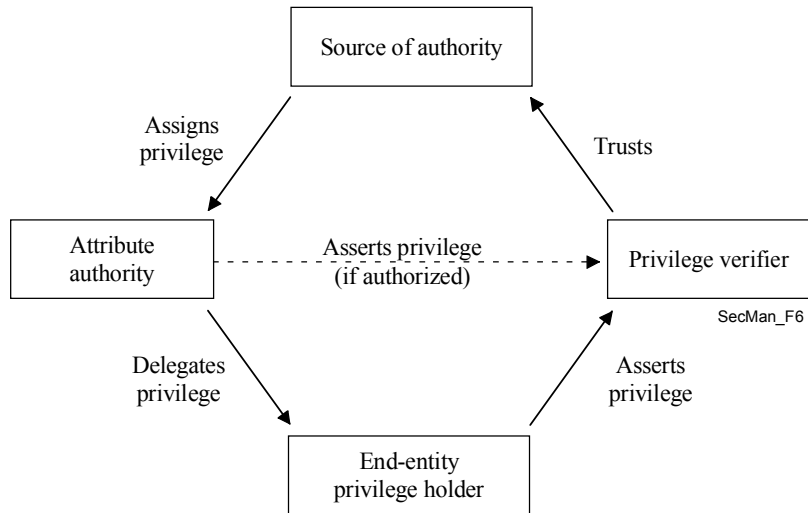 Source of authority
Assigns
privilege
Trusts
Attribute
authority
Asserts privilege
(if authorized)
Privilege verifier
SecMan_F6
Delegates
privilege
Asserts
privilege
End-entity
privilege holder